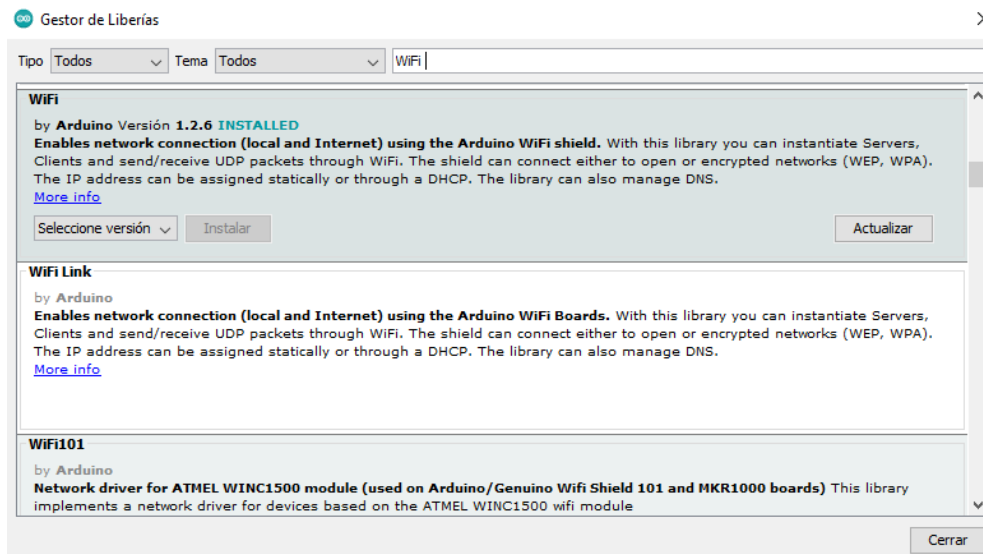 Gestor de Liberías
Tipo Todos Tema Todos WiFi
WiFi
by Arduino Versión 1.2.6 INSTALLED
Enables network connection (local and Internet) using the Arduino WiFi shield. With this library you can instantiate Servers,
Clients and send/receive UDP packets through WiFi. The shield can connect either to open or encrypted networks (WEP, WPA).
The IP address can be assigned statically or through a DHCP. The library can also manage DNS.
More info
Seleccione versión Instalar Actualizar
WiFi Link
by Arduino
Enables network connection (local and Internet) using the Arduino WiFi Boards. With this library you can instantiate Servers,
Clients and send/receive UDP packets through WiFi. The shield can connect either to open or encrypted networks (WEP, WPA).
The IP address can be assigned statically or through a DHCP. The library can also manage DNS.
More info
WiFi101
by Arduino
Network driver for ATMEL WINC1500 module (used on Arduino/Genuino Wifi Shield 101 and MKR1000 boards) This library
implements a network driver for devices based on the ATMEL WINC1500 wifi module
Cerrar